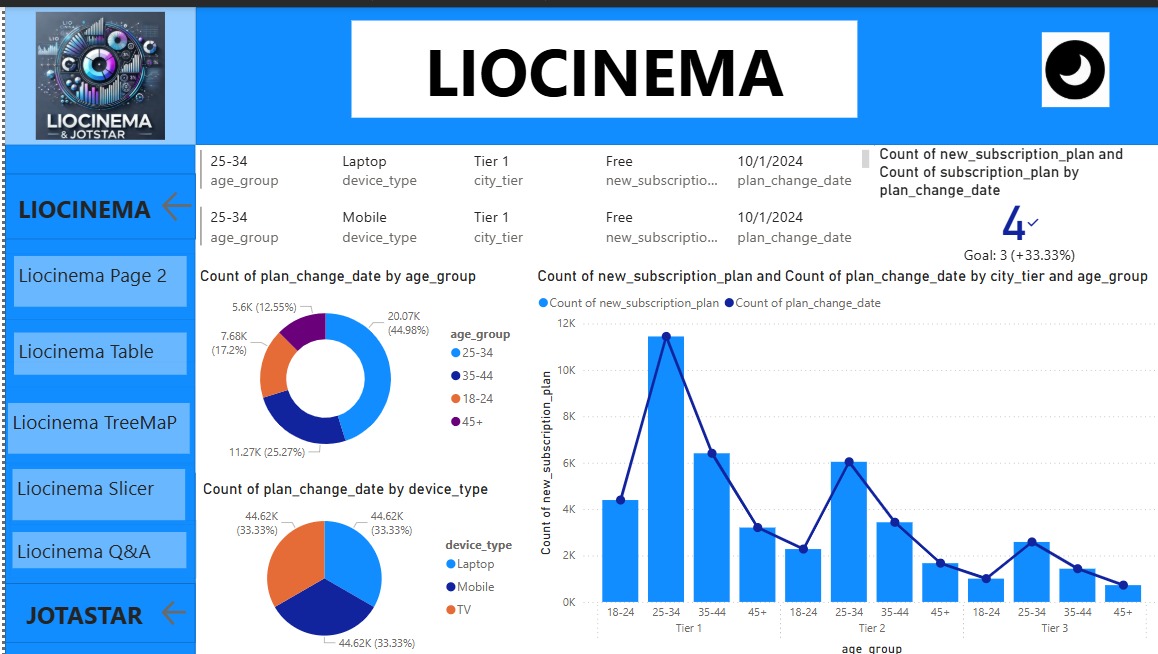 LIOCINEMA
& JOTSTAR
LIOCINEMA
LIOCINEMA
Liocinema Page 2
Liocinema Table
Liocinema TreeMaP
Liocinema Slicer
Liocinema Q&A
JOTASTAR
25-34 Laptop Tier 1 Free 10/1/2024
age_group device_type city_tier new_subscriptio... plan_change_date
25-34 Mobile Tier 1 Free 10/1/2024
age_group device_type city_tier new_subscriptio... plan_change_date
Count of new_subscription_plan and
Count of subscription_plan by
plan_change_date
4
Goal: 3 (+33.33%)
Count of plan_change_date by age_group
5.6K (12.55%)
20.07K
(44.98%)
7.68K
(17.2%)
11.27K (25.27%)
age_group
25-34
35-44
18-24
45+
Count of plan_change_date by device_type
44.62K
(33.33%)
44.62K
(33.33%)
44.62K (33.33%)
device_type
Laptop
Mobile
TV
Count of new_subscription_plan and Count of plan_change_date by city_tier and age_group
Count of new_subscription_plan Count of plan_change_date
Count of new_subscription_plan
12K
10K
8K
6K
4K
2K
0K
18-24 25-34 35-44 45+ 18-24 25-34 35-44 45+ 18-24 25-34 35-44 45+
Tier 1 Tier 2 Tier 3
age_group